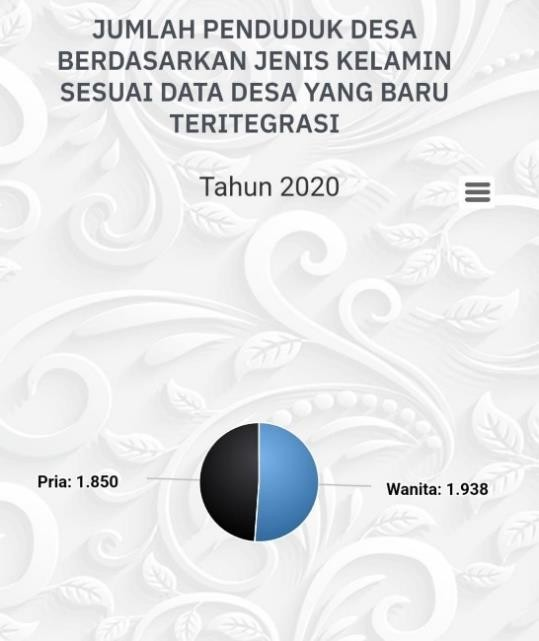 JUMLAH PENDUDUK DESA
BERDASARKAN JENIS KELAMIN
SESUAI DATA DESA YANG BARU
TERITEGRASI
Tahun 2020
Pria: 1.850
Wanita: 1.938